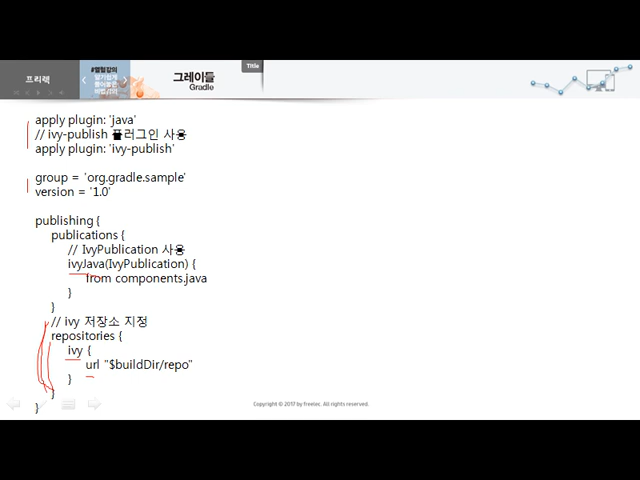 프리렉
그레이들
Gradle
Title
apply plugin: 'java'
// ivy-publish 플러그인 사용
apply plugin: 'ivy-publish'
group = 'org.gradle.sample'
version = '1.0'
publishing {
publications {
// IvyPublication 사용
ivyJava(IvyPublication) {
from components.java
}
}
// ivy 저장소 지정
repositories {
ivy {
url "$buildDir/repo"
}
}
}
Copyright © 2017 by freelec. All rights reserved.